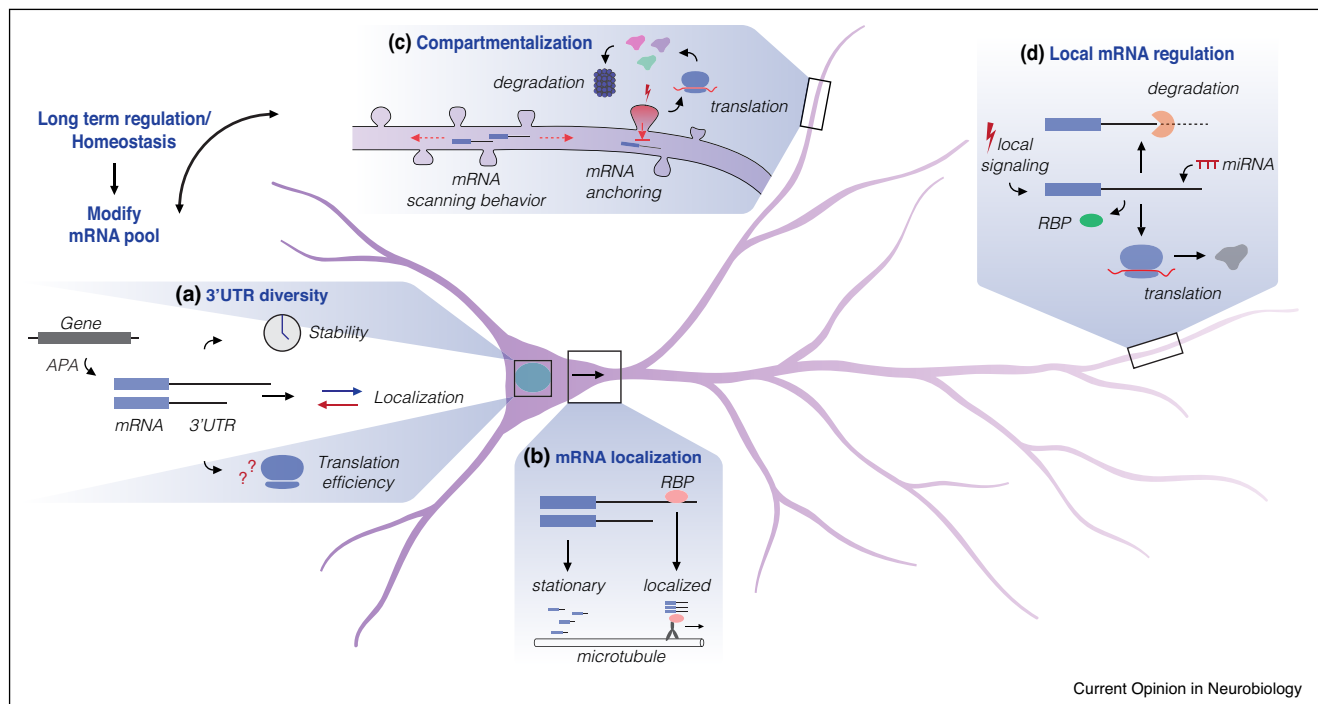 Long term regulation/
Homeostasis
Modify
mRNA pool
(c) Compartmentalization
degradation
translation
mRNA
scanning behavior
mRNA
anchoring
(d) Local mRNA regulation
degradation
local
signaling
miRNA
RBP
translation
(a) 3'UTR diversity
Gene
APA
mRNA
3'UTR
Stability
Localization
??
Translation
efficiency
(b) mRNA localization
RBP
stationary
localized
microtubule
Current Opinion in Neurobiology